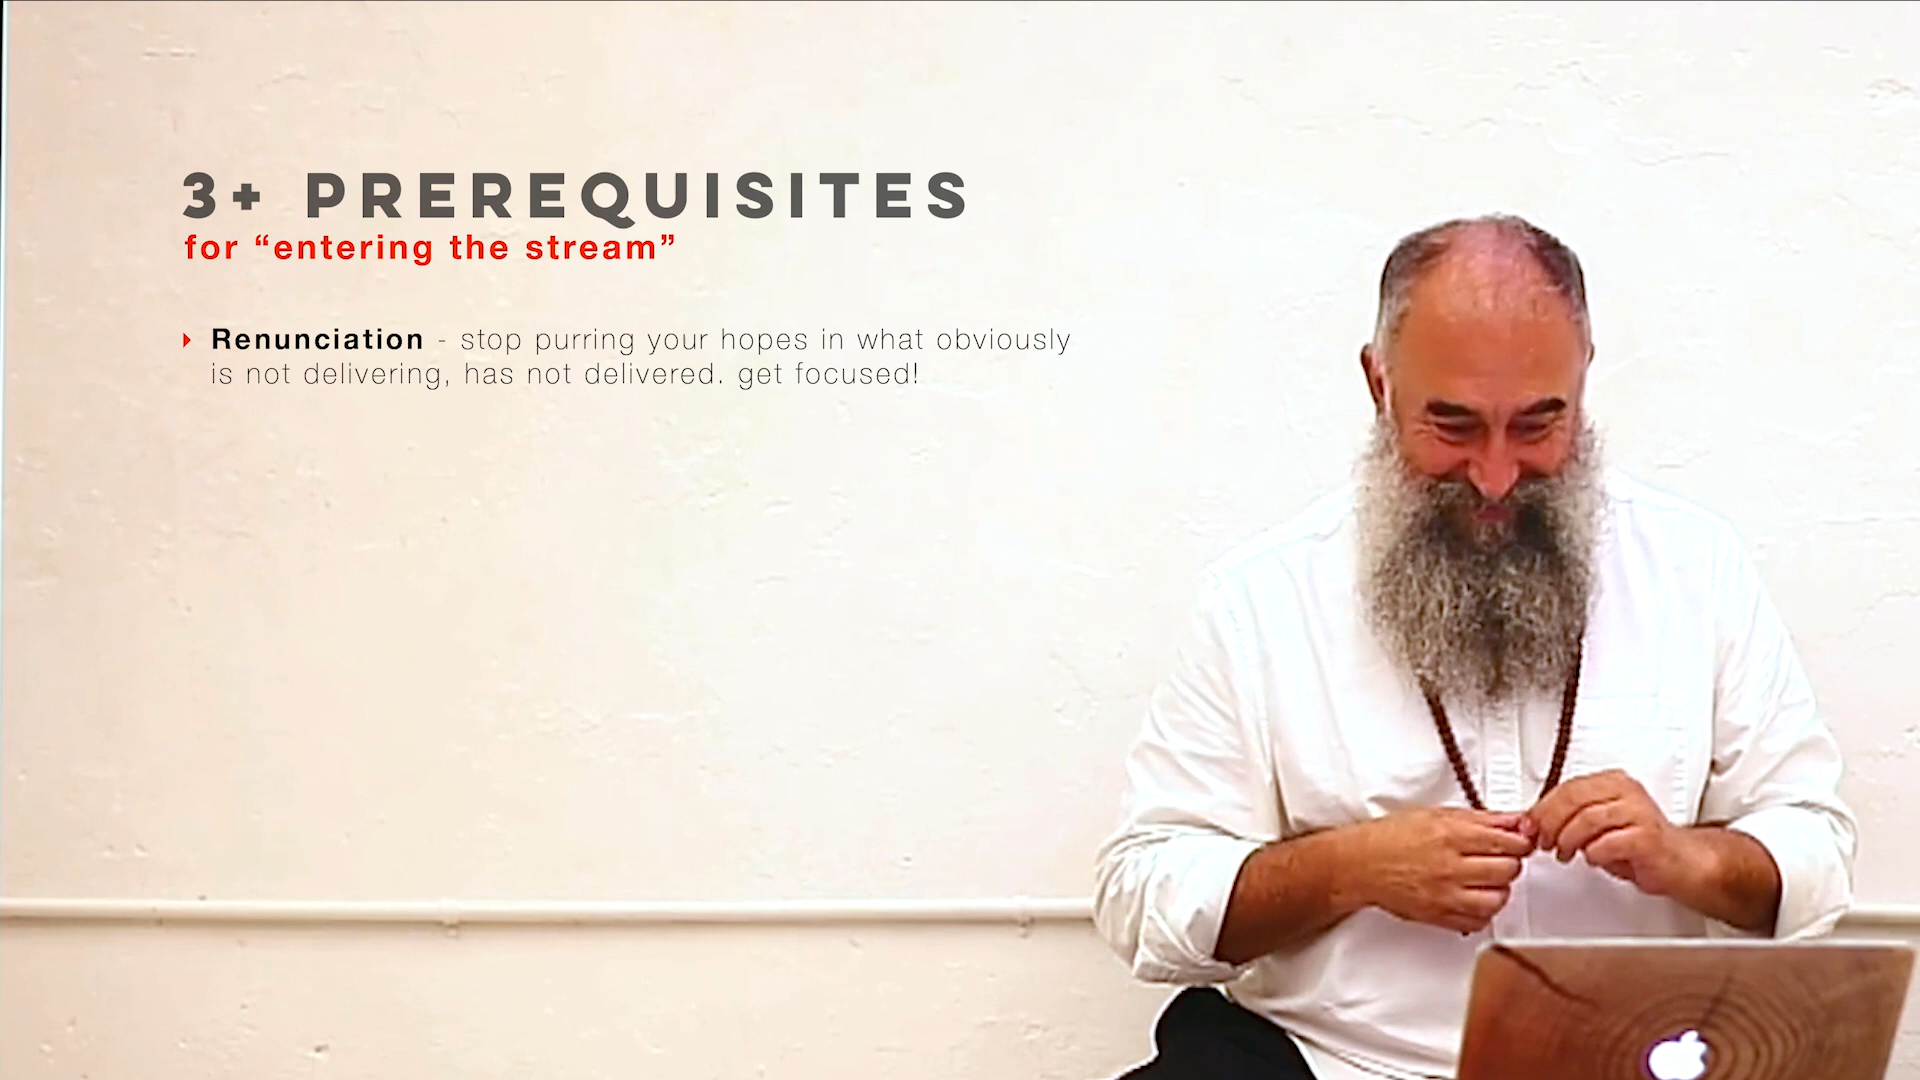 3+ PREREQUISITES
for “entering the stream”
Renunciation - stop purring your hopes in what obviously
is not delivering, has not delivered. get focused!